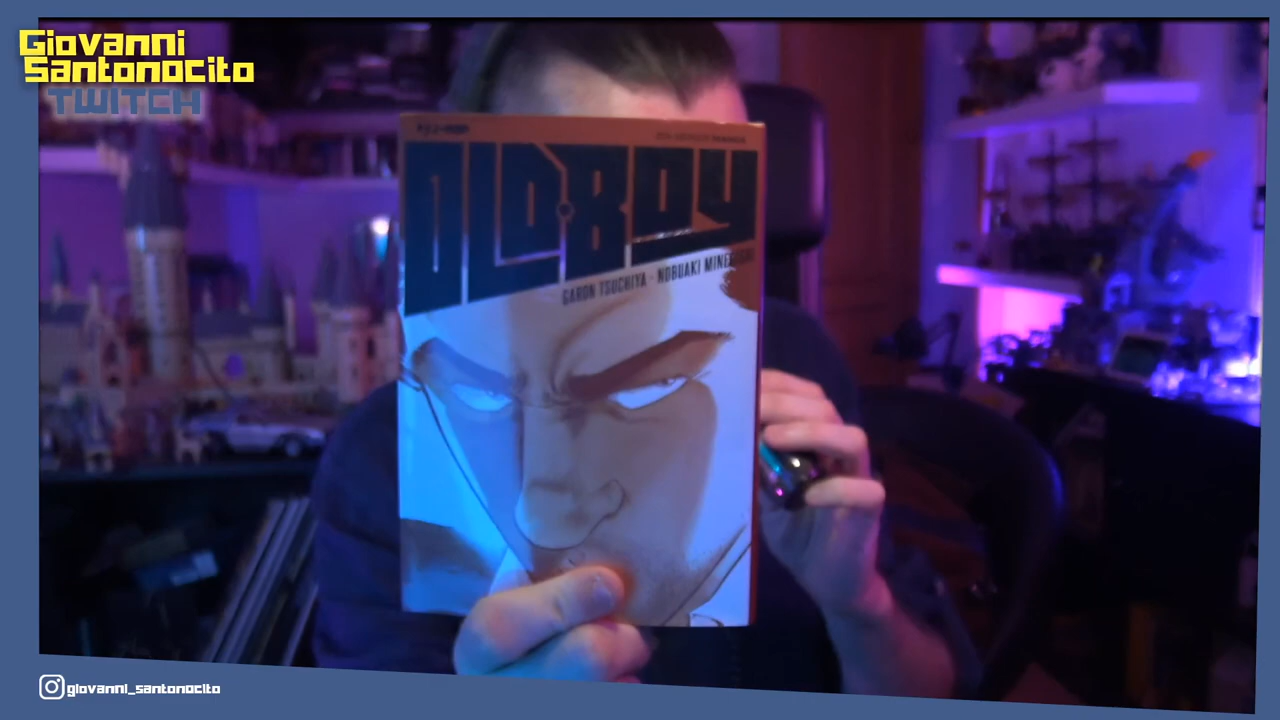 Giovanni
Santonocito
TWITCH
OLDBOY
GARON TSUCHIYA · NOBUAKI
giovanni_santonocito